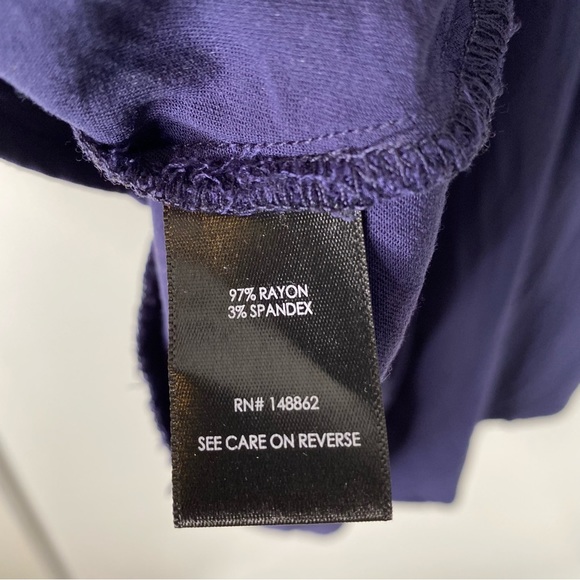 97% RAYON
3% SPANDEX
RN# 148862
SEE CARE ON REVERSE